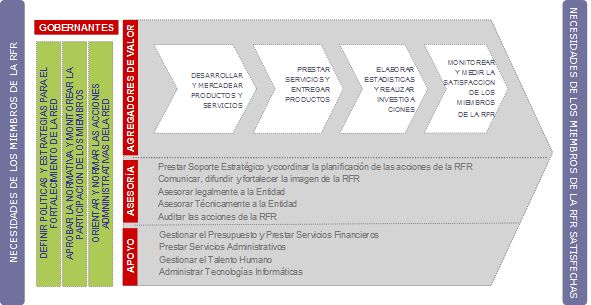 NECESIDADES DE LOS MIEMBROS DE LA RFR
GOBERNANTES
DEFINIR POLITICAS Y ESTRATEGIAS PARA EL
FORTALECIMIENTO DE LA RED
APROBAR LA NORMATIVA Y MONITOREAR LA
PARTICIPACIÓN DE LOS MIEMBROS
ORIENTAR Y NORMAR LAS ACCIONES
ADMNINISTRATIVAS DE LA RED
AGREGADORES DE VALOR
DESARROLLAR
Y MERCADEAR
PRODUCTOS Y
SERVICIOS
PRESTAR
SERVICIOS Y
ENTREGAR
PRODUCTOS
ELABORAR
ESTADISTICAS
Y REALIZAR
INVESTIGA
CIONES
MONITOREAR
Y MEDIR LA
SATISFACCION
DE LOS
MIEMBROS
DE LA RFR
ASESORÍA
Prestar Soporte Estratégico y coordinar la planificación de las acciones de la RFR
Comunicar, difundir y fortalecer la imagen de la RFR
Asesorar legalmente a la Entidad
Asesorar Técnicamente a la Entidad
Auditar las acciones de la RFR
APOYO
Gestionar el Presupuesto y Prestar Servicios Financieros
Prestar Servicios Administrativos
Gestionar el Talento Humano
Administrar Tecnologías Informáticas
NECESIDADES DE LOS MIEMBROS DE LA RFR SATISFECHAS